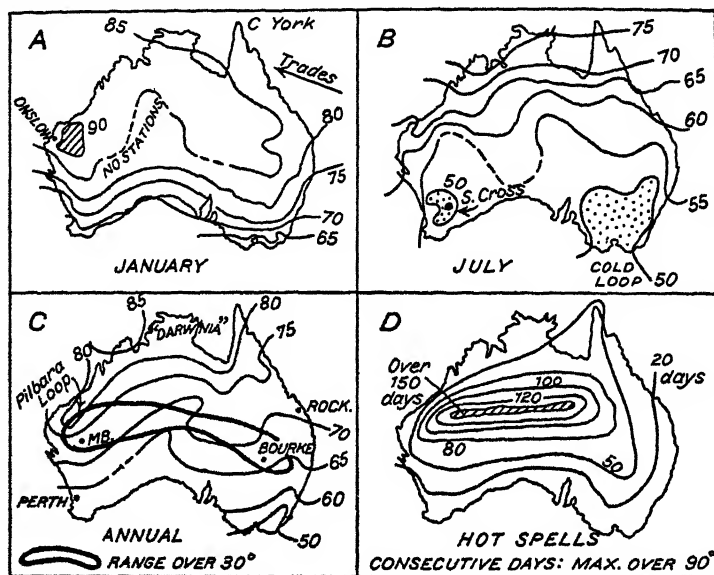 A
85
C York
Trades
ONSLOW
90
NO STATIONS
80
75
70
65
JANUARY
B
75
70
65
60
55
50
S. CROSS
COLD
LOOP
50
JULY
C
85
80
"DARWINIA"
75
80
Pilbara
Loop
MB.
ROCK.
70
BOURKE
65
60
50
PERTH
ANNUAL
RANGE OVER 30°
D
Over
150
days
100
120
20
days
80
50
HOT SPELLS
CONSECUTIVE DAYS: MAX. OVER 90°